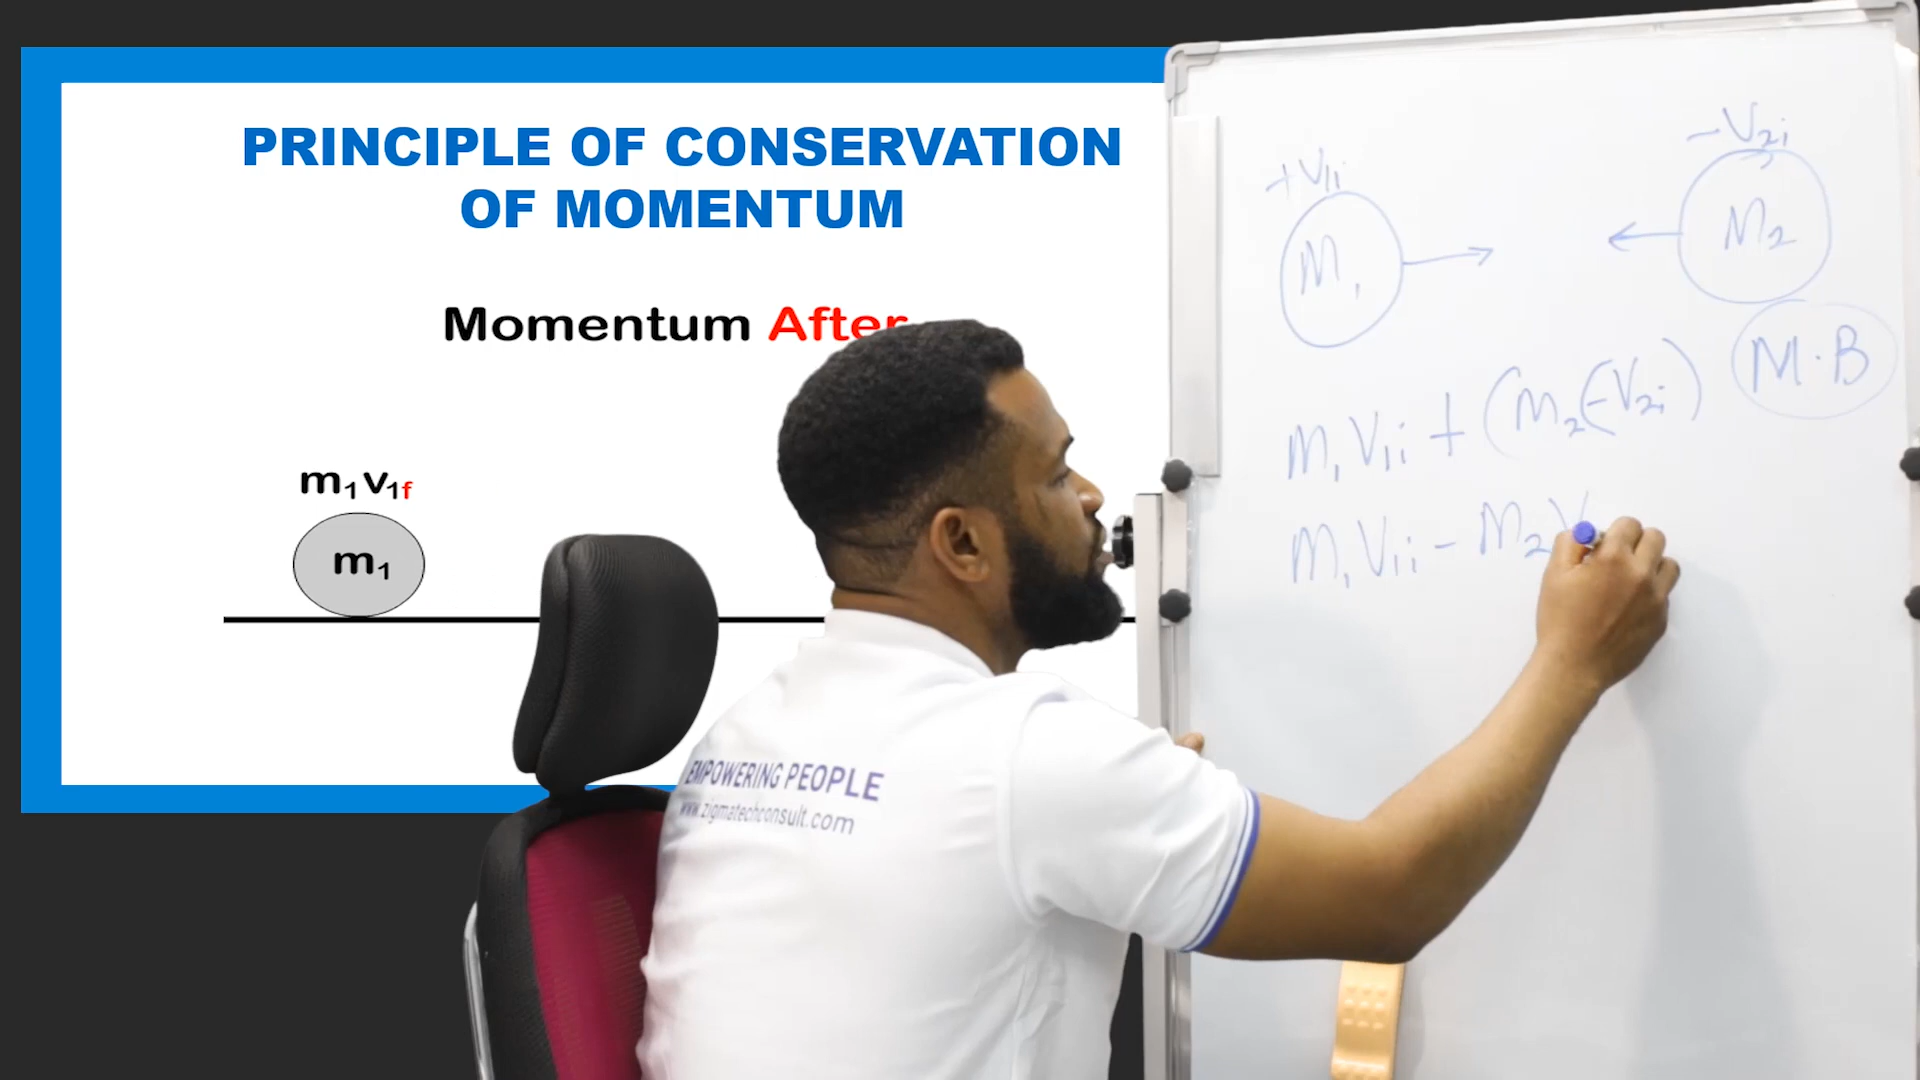 PRINCIPLE OF CONSERVATION
OF MOMENTUM
Momentum After
m₁v₁f
m₁
EMPOWERING PEOPLE
www.zigmatechconsult.com
+V₁i
-V₂i
M₁
M₂
M.B
m₁V₁i + (m₂(-V₂i)
m₁V₁i - m₂V